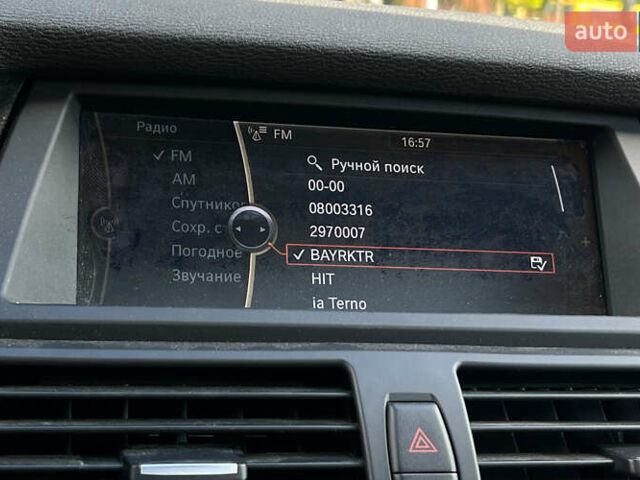 auto
Радио
FM
AM
Спутников
Сохр. с
Погодное
Звучание
FM
16:57
Ручной поиск
00-00
08003316
2970007
BAYRKTR
HIT
ia Terno